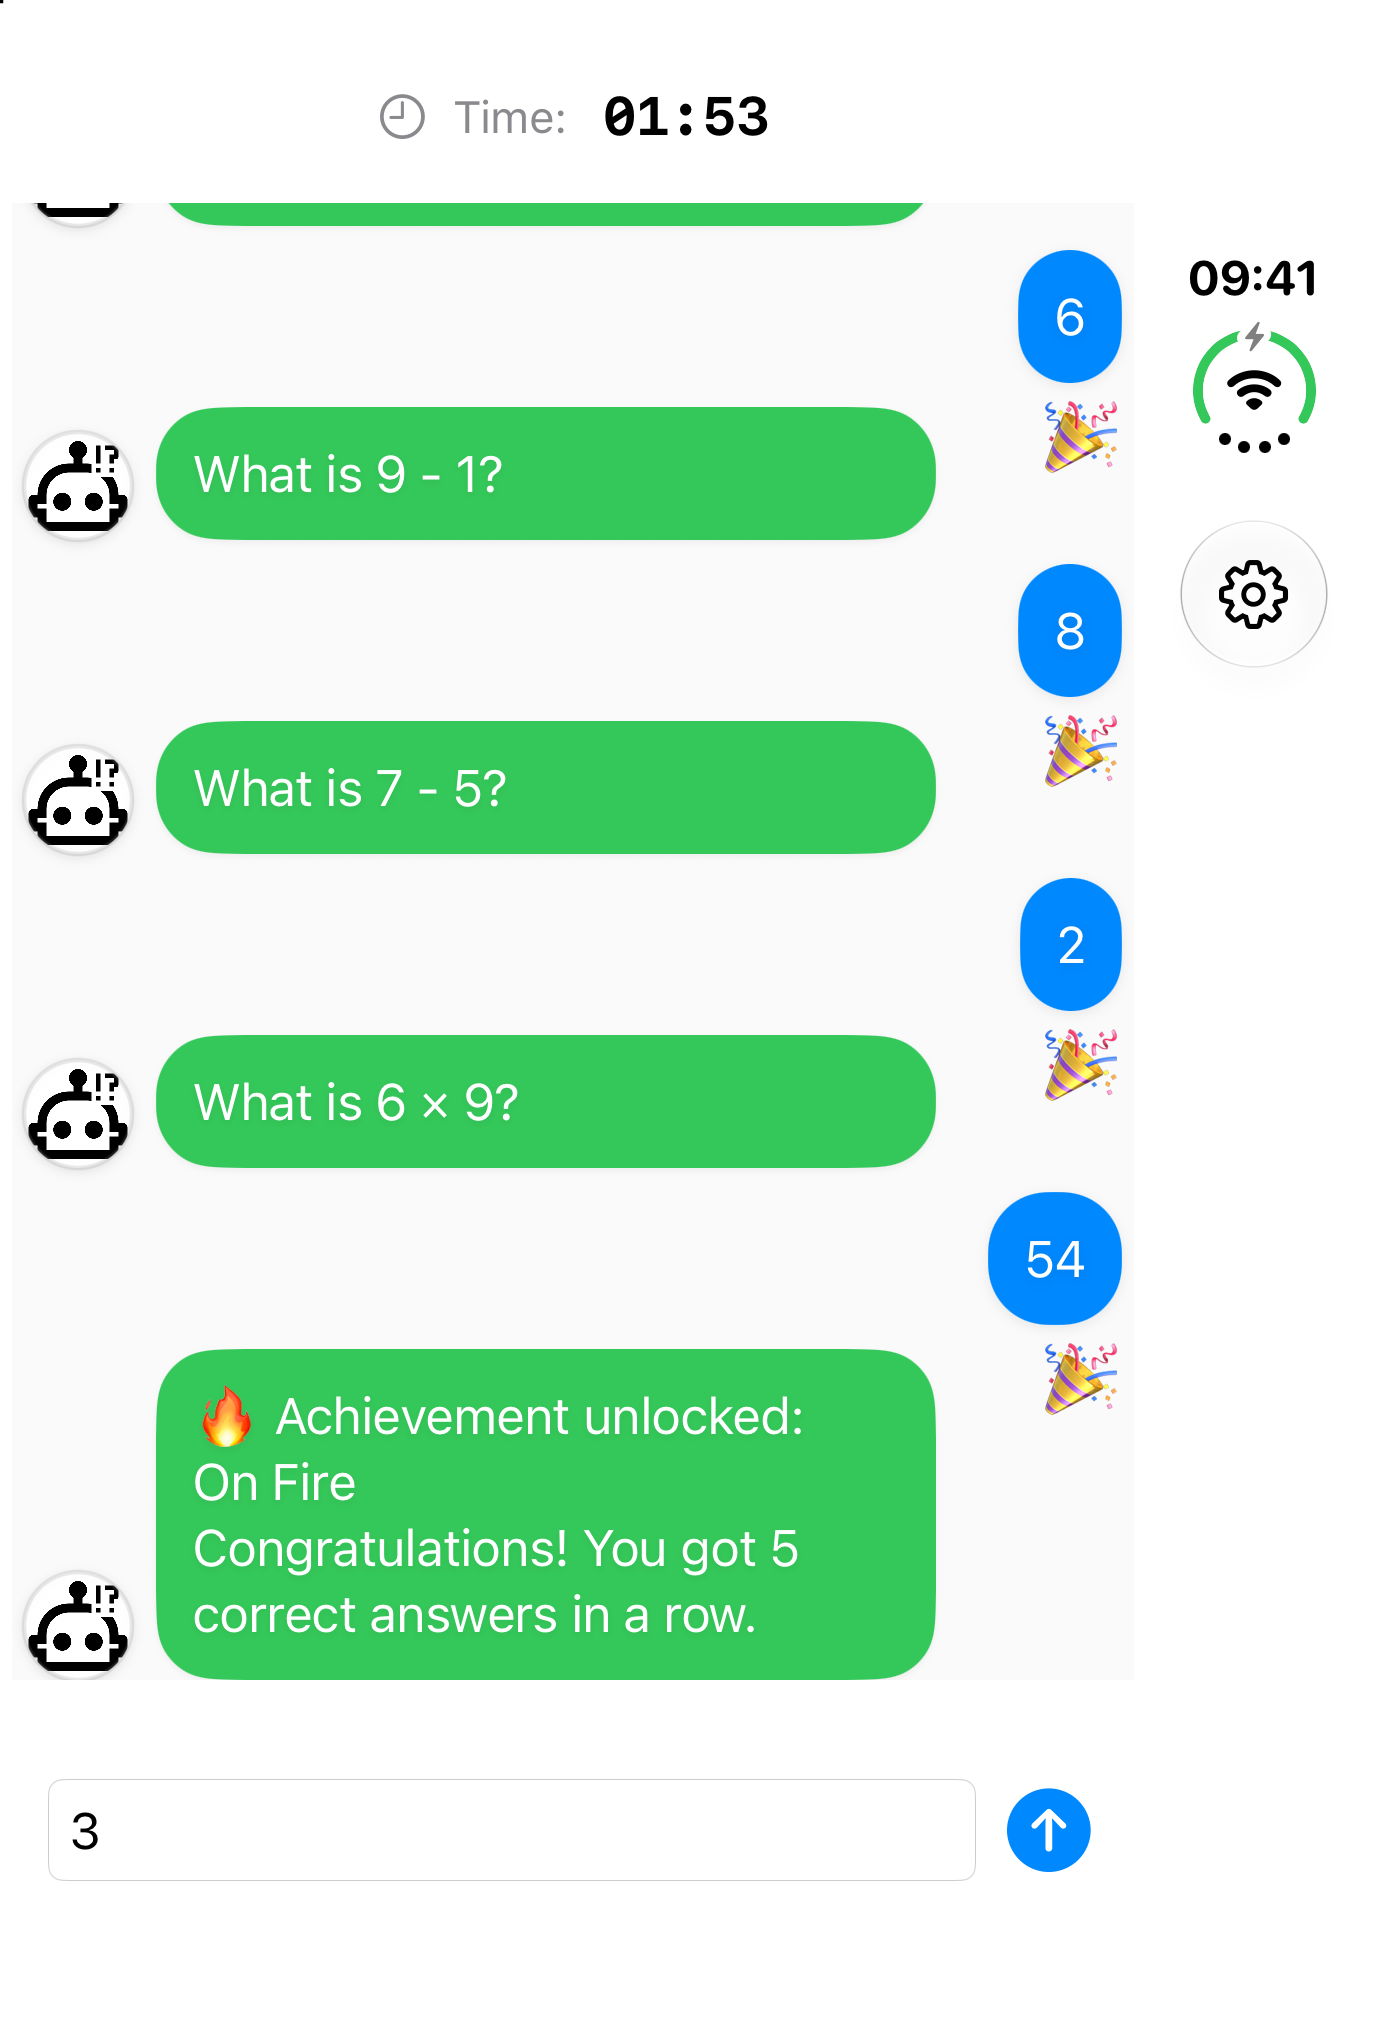 Time: 01:53
09:41
6
What is 9 - 1?
8
What is 7 - 5?
2
What is 6 × 9?
54
🔥 Achievement unlocked:
On Fire
Congratulations! You got 5
correct answers in a row.
3